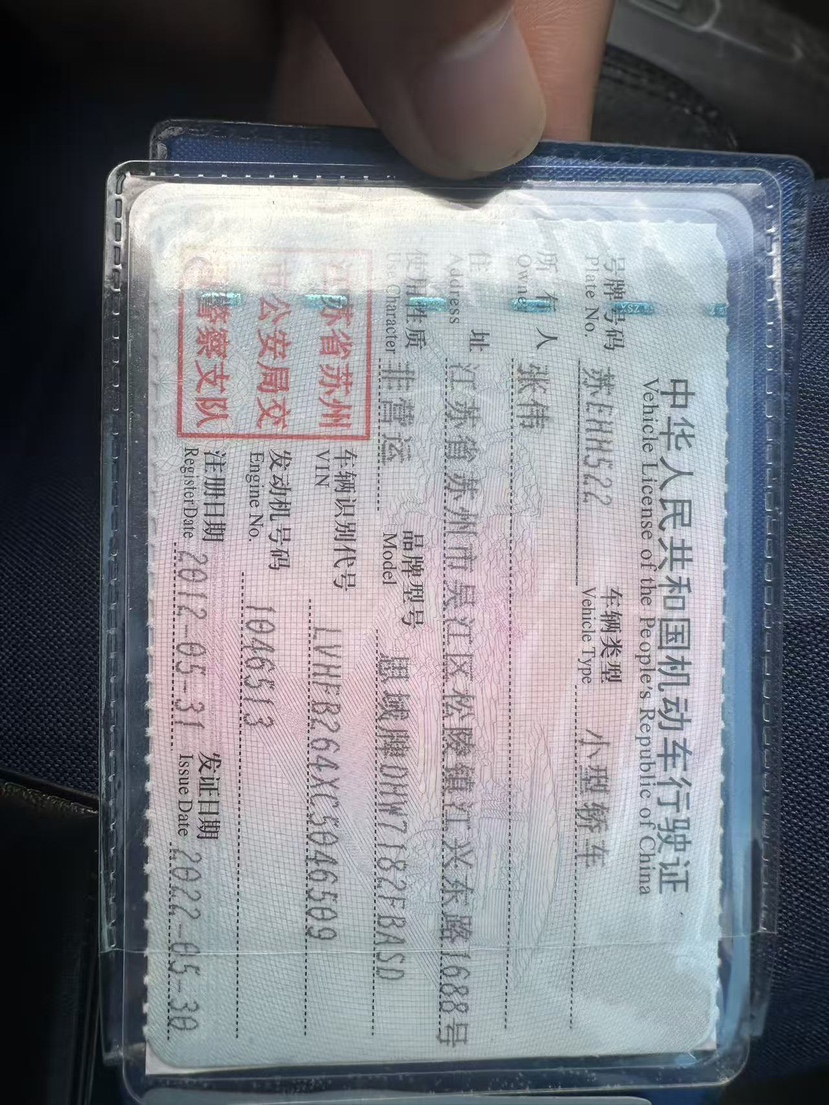 中华人民共和国机动车行驶证
Vehicle License of the People's Republic of China
号牌号码 苏EHH522 车辆类型 小型轿车
Plate No. Vehicle Type
所有人 张伟
Owner
住址 江苏省苏州市吴江区松陵镇江兴东路1688号
Address
使用性质 非营运 品牌型号 思域牌DHW7182FBASD
Use Character Model
江苏省苏州
市公安局交
警察支队
车辆识别代号 LVHFB264XC5046509
VIN
发动机号码 1046513
Engine No.
注册日期 2012-05-31 发证日期 2022-05-30
Register Date Issue Date